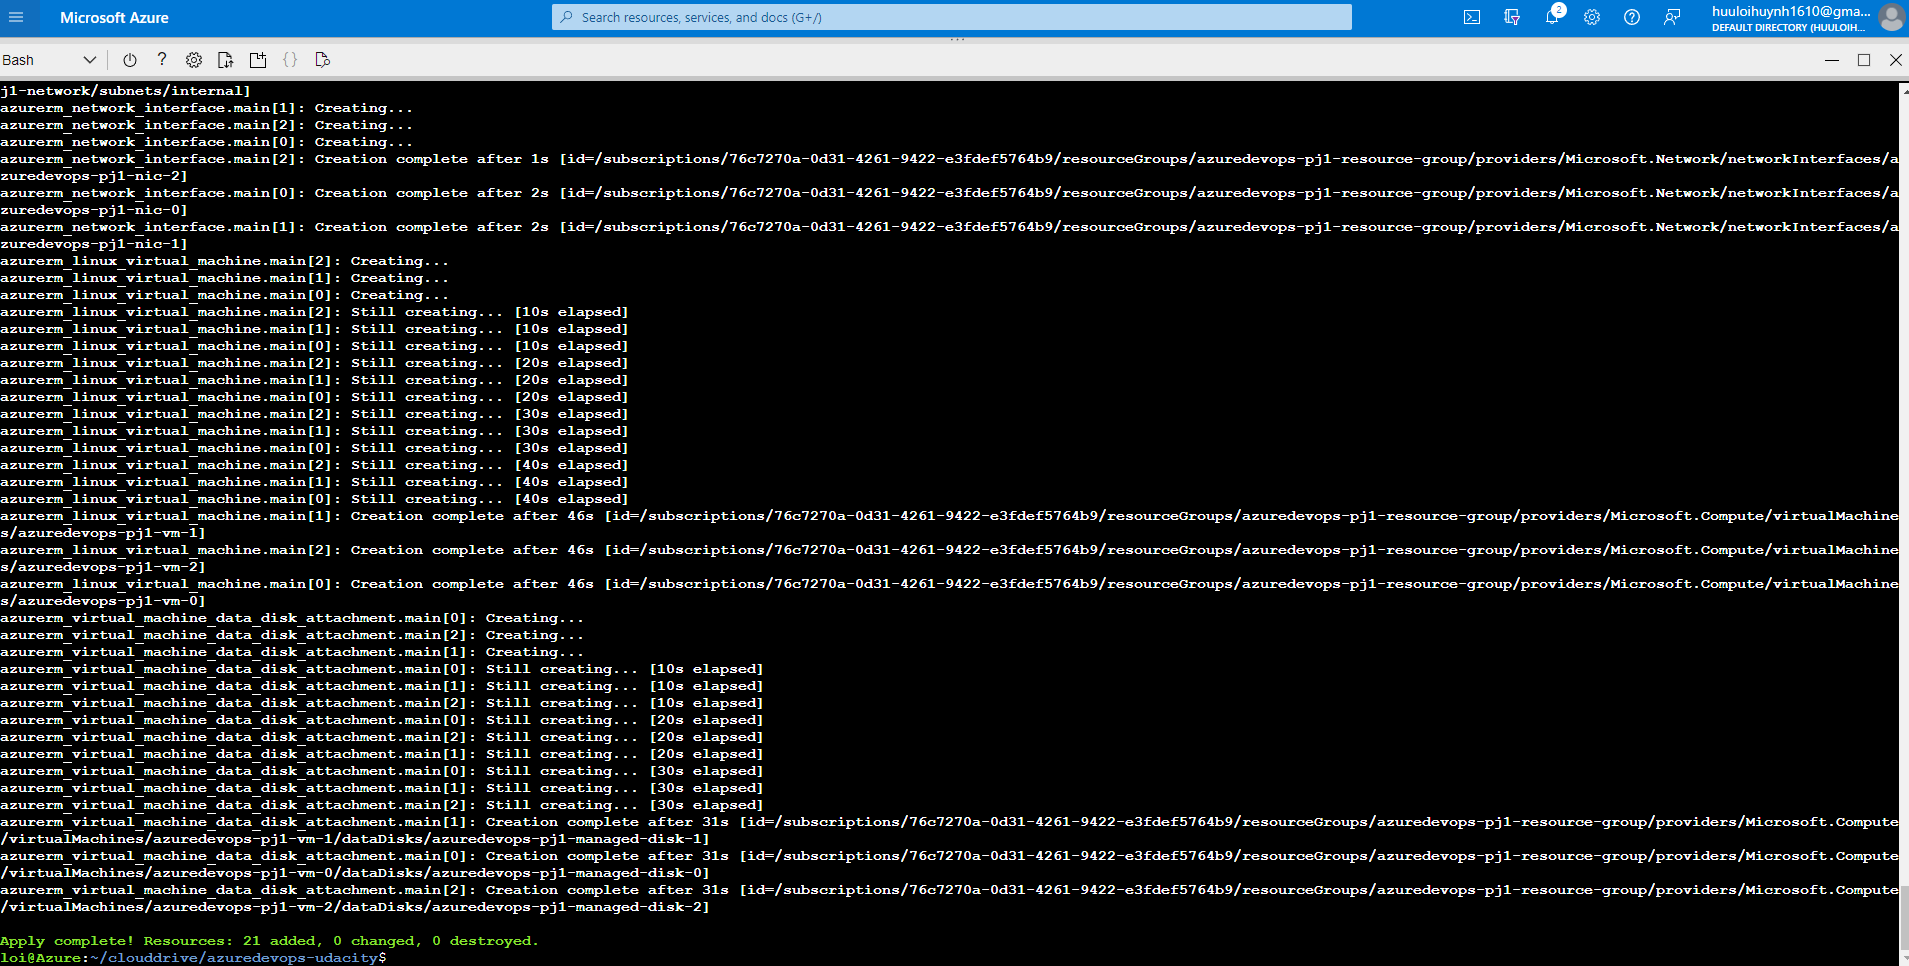 Microsoft Azure
Search resources, services, and docs (G+/)
2
huuloihuynh1610@gma...
DEFAULT DIRECTORY (HUULOIH...
Bash
j1-network/subnets/internal]
azurerm_network_interface.main[1]: Creating...
azurerm_network_interface.main[2]: Creating...
azurerm_network_interface.main[0]: Creating...
azurerm_network_interface.main[2]: Creation complete after 1s [id=/subscriptions/76c7270a-0d31-4261-9422-e3fdef5764b9/resourceGroups/azuredevops-pj1-resource-group/providers/Microsoft.Network/networkInterfaces/a
zuredevops-pj1-nic-2]
azurerm_network_interface.main[0]: Creation complete after 2s [id=/subscriptions/76c7270a-0d31-4261-9422-e3fdef5764b9/resourceGroups/azuredevops-pj1-resource-group/providers/Microsoft.Network/networkInterfaces/a
zuredevops-pj1-nic-0]
azurerm_network_interface.main[1]: Creation complete after 2s [id=/subscriptions/76c7270a-0d31-4261-9422-e3fdef5764b9/resourceGroups/azuredevops-pj1-resource-group/providers/Microsoft.Network/networkInterfaces/a
zuredevops-pj1-nic-1]
azurerm_linux_virtual_machine.main[2]: Creating...
azurerm_linux_virtual_machine.main[1]: Creating...
azurerm_linux_virtual_machine.main[0]: Creating...
azurerm_linux_virtual_machine.main[2]: Still creating... [10s elapsed]
azurerm_linux_virtual_machine.main[1]: Still creating... [10s elapsed]
azurerm_linux_virtual_machine.main[0]: Still creating... [10s elapsed]
azurerm_linux_virtual_machine.main[2]: Still creating... [20s elapsed]
azurerm_linux_virtual_machine.main[1]: Still creating... [20s elapsed]
azurerm_linux_virtual_machine.main[0]: Still creating... [20s elapsed]
azurerm_linux_virtual_machine.main[2]: Still creating... [30s elapsed]
azurerm_linux_virtual_machine.main[1]: Still creating... [30s elapsed]
azurerm_linux_virtual_machine.main[0]: Still creating... [30s elapsed]
azurerm_linux_virtual_machine.main[2]: Still creating... [40s elapsed]
azurerm_linux_virtual_machine.main[1]: Still creating... [40s elapsed]
azurerm_linux_virtual_machine.main[0]: Still creating... [40s elapsed]
azurerm_linux_virtual_machine.main[1]: Creation complete after 46s [id=/subscriptions/76c7270a-0d31-4261-9422-e3fdef5764b9/resourceGroups/azuredevops-pj1-resource-group/providers/Microsoft.Compute/virtualMachine
s/azuredevops-pj1-vm-1]
azurerm_linux_virtual_machine.main[2]: Creation complete after 46s [id=/subscriptions/76c7270a-0d31-4261-9422-e3fdef5764b9/resourceGroups/azuredevops-pj1-resource-group/providers/Microsoft.Compute/virtualMachine
s/azuredevops-pj1-vm-2]
azurerm_linux_virtual_machine.main[0]: Creation complete after 46s [id=/subscriptions/76c7270a-0d31-4261-9422-e3fdef5764b9/resourceGroups/azuredevops-pj1-resource-group/providers/Microsoft.Compute/virtualMachine
s/azuredevops-pj1-vm-0]
azurerm_virtual_machine_data_disk_attachment.main[0]: Creating...
azurerm_virtual_machine_data_disk_attachment.main[2]: Creating...
azurerm_virtual_machine_data_disk_attachment.main[1]: Creating...
azurerm_virtual_machine_data_disk_attachment.main[0]: Still creating... [10s elapsed]
azurerm_virtual_machine_data_disk_attachment.main[1]: Still creating... [10s elapsed]
azurerm_virtual_machine_data_disk_attachment.main[2]: Still creating... [10s elapsed]
azurerm_virtual_machine_data_disk_attachment.main[0]: Still creating... [20s elapsed]
azurerm_virtual_machine_data_disk_attachment.main[2]: Still creating... [20s elapsed]
azurerm_virtual_machine_data_disk_attachment.main[1]: Still creating... [20s elapsed]
azurerm_virtual_machine_data_disk_attachment.main[0]: Still creating... [30s elapsed]
azurerm_virtual_machine_data_disk_attachment.main[1]: Still creating... [30s elapsed]
azurerm_virtual_machine_data_disk_attachment.main[2]: Still creating... [30s elapsed]
azurerm_virtual_machine_data_disk_attachment.main[1]: Creation complete after 31s [id=/subscriptions/76c7270a-0d31-4261-9422-e3fdef5764b9/resourceGroups/azuredevops-pj1-resource-group/providers/Microsoft.Compute
/virtualMachines/azuredevops-pj1-vm-1/dataDisks/azuredevops-pj1-managed-disk-1]
azurerm_virtual_machine_data_disk_attachment.main[0]: Creation complete after 31s [id=/subscriptions/76c7270a-0d31-4261-9422-e3fdef5764b9/resourceGroups/azuredevops-pj1-resource-group/providers/Microsoft.Compute
/virtualMachines/azuredevops-pj1-vm-0/dataDisks/azuredevops-pj1-managed-disk-0]
azurerm_virtual_machine_data_disk_attachment.main[2]: Creation complete after 31s [id=/subscriptions/76c7270a-0d31-4261-9422-e3fdef5764b9/resourceGroups/azuredevops-pj1-resource-group/providers/Microsoft.Compute
/virtualMachines/azuredevops-pj1-vm-2/dataDisks/azuredevops-pj1-managed-disk-2]
Apply complete! Resources: 21 added, 0 changed, 0 destroyed.
loi@Azure:~/clouddrive/azuredevops-udacity$